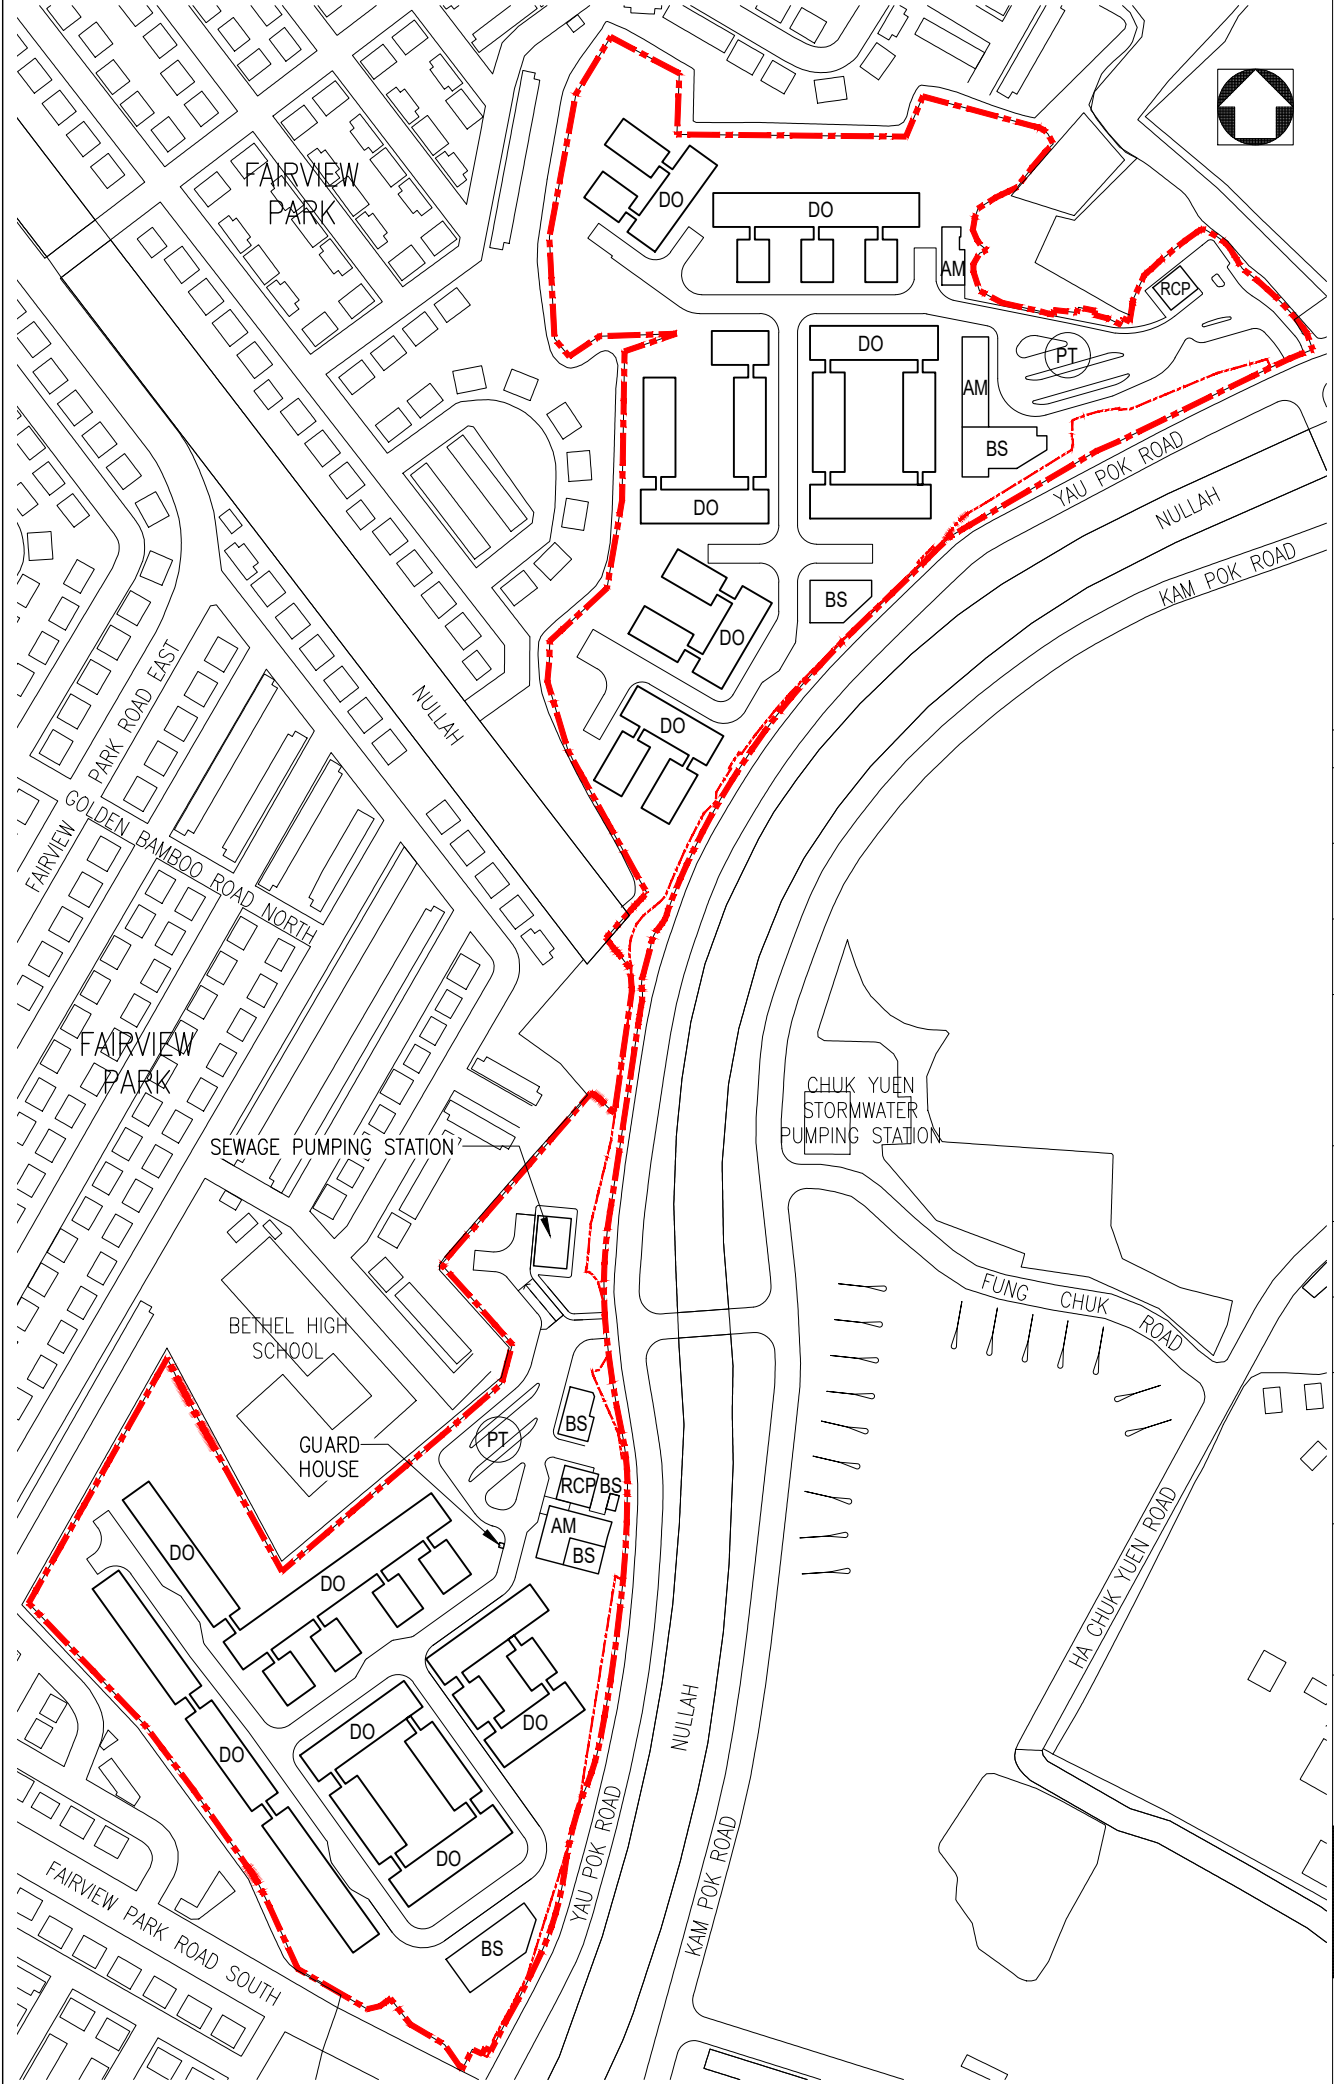 FAIRVIEW
PARK
DO
DO
AM
RCP
DO
PT
AM
BS
DO
YAU POK ROAD
NULLAH
KAM POK ROAD
BS
DO
DO
NULLAH
FAIRVIEW PARK ROAD EAST
GOLDEN BAMBOO ROAD NORTH
FAIRVIEW
PARK
CHUK YUEN
STORMWATER
PUMPING STATION
SEWAGE PUMPING STATION
FUNG CHUK ROAD
BETHEL HIGH
SCHOOL
BS
PT
GUARD
HOUSE
RCP
BS
AM
BS
DO
DO
HA CHUK YUEN ROAD
DO
DO
DO
NULLAH
DO
YAU POK ROAD
KAM POK ROAD
FAIRVIEW PARK ROAD SOUTH
BS